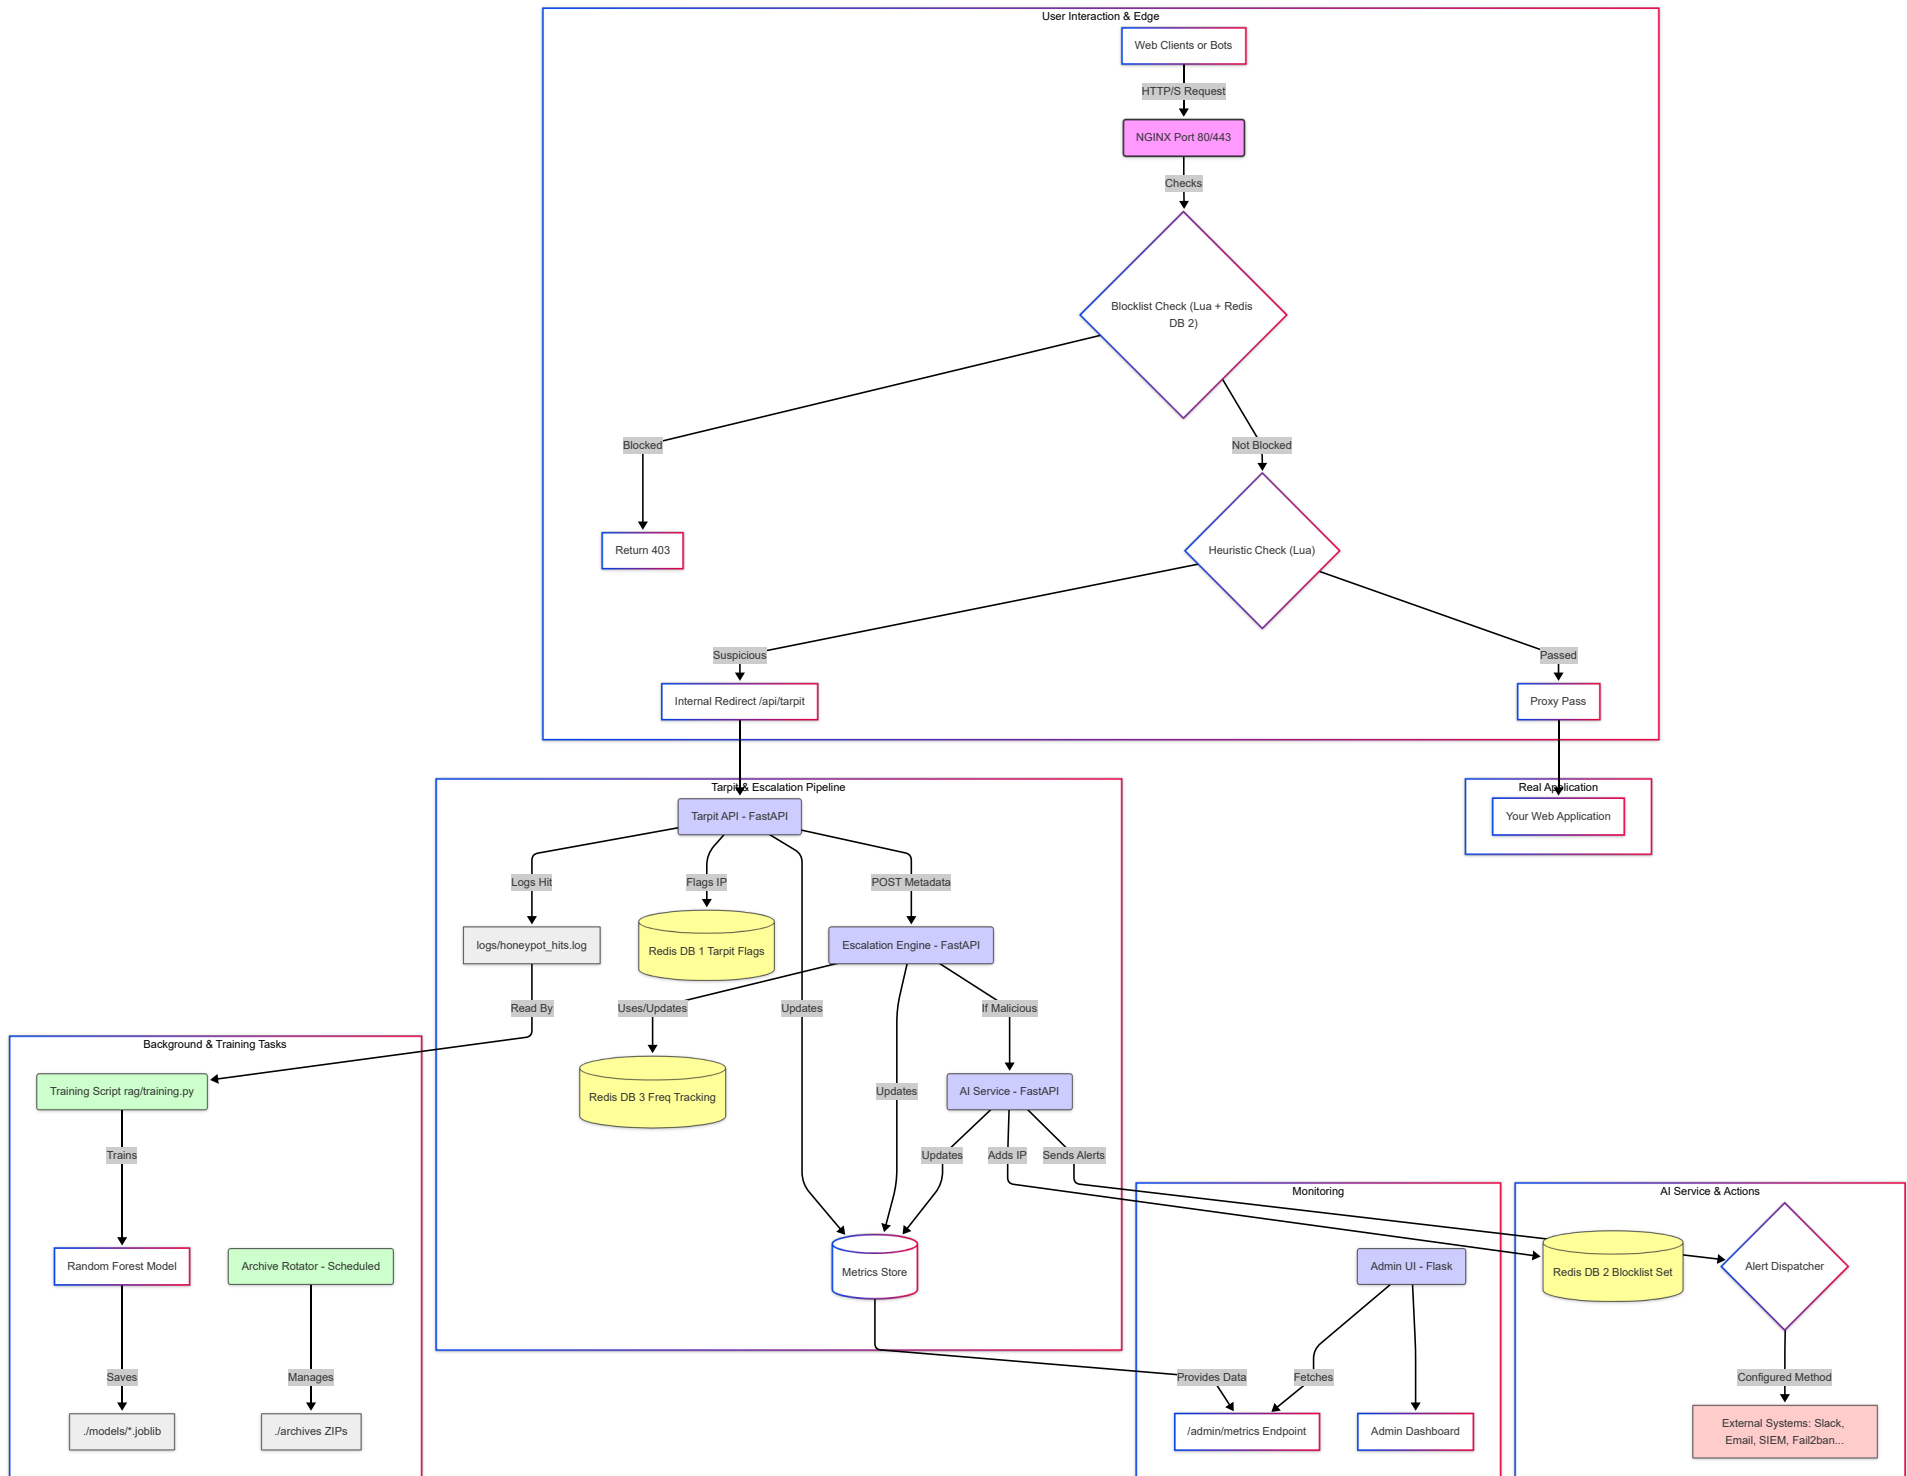 User Interaction & Edge
Web Clients or Bots
HTTP/S Request
NGINX Port 80/443
Checks
Blocklist Check (Lua + Redis
DB 2)
Blocked
Not Blocked
Return 403
Heuristic Check (Lua)
Suspicious
Passed
Internal Redirect /api/tarpit
Proxy Pass
Tarpit & Escalation Pipeline
Real Application
Tarpit API - FastAPI
Your Web Application
Logs Hit
Flags IP
POST Metadata
logs/honeypot_hits.log
Redis DB 1 Tarpit Flags
Escalation Engine - FastAPI
Read By
Uses/Updates
Updates
If Malicious
Background & Training Tasks
Training Script rag/training.py
Redis DB 3 Freq Tracking
Updates
AI Service - FastAPI
Trains
Updates
Adds IP
Sends Alerts
Monitoring
AI Service & Actions
Random Forest Model
Archive Rotator - Scheduled
Metrics Store
Admin UI - Flask
Redis DB 2 Blocklist Set
Alert Dispatcher
Saves
Manages
Provides Data
Fetches
Configured Method
./models/*.joblib
./archives ZIPs
/admin/metrics Endpoint
Admin Dashboard
External Systems: Slack,
Email, SIEM, Fail2ban...